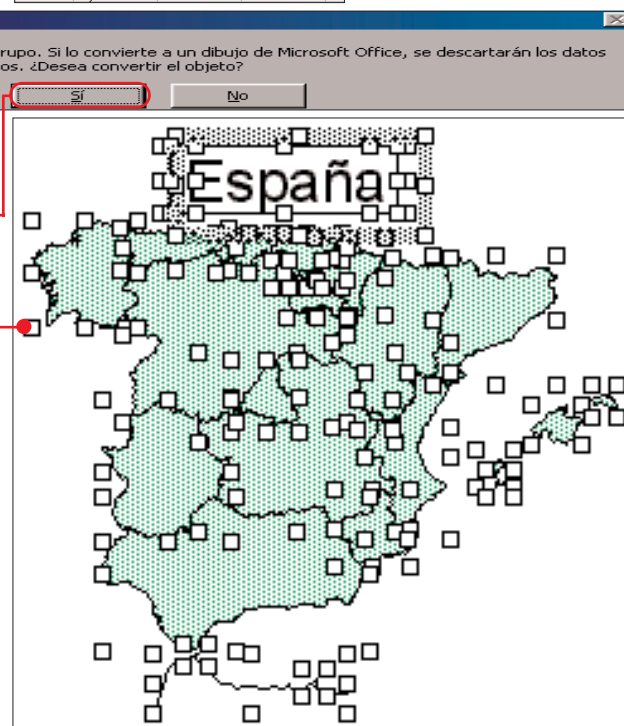 rupo. Si lo convierte a un dibujo de Microsoft Office, se descartarán los datos
os. ¿Desea convertir el objeto?
Sí
No
España